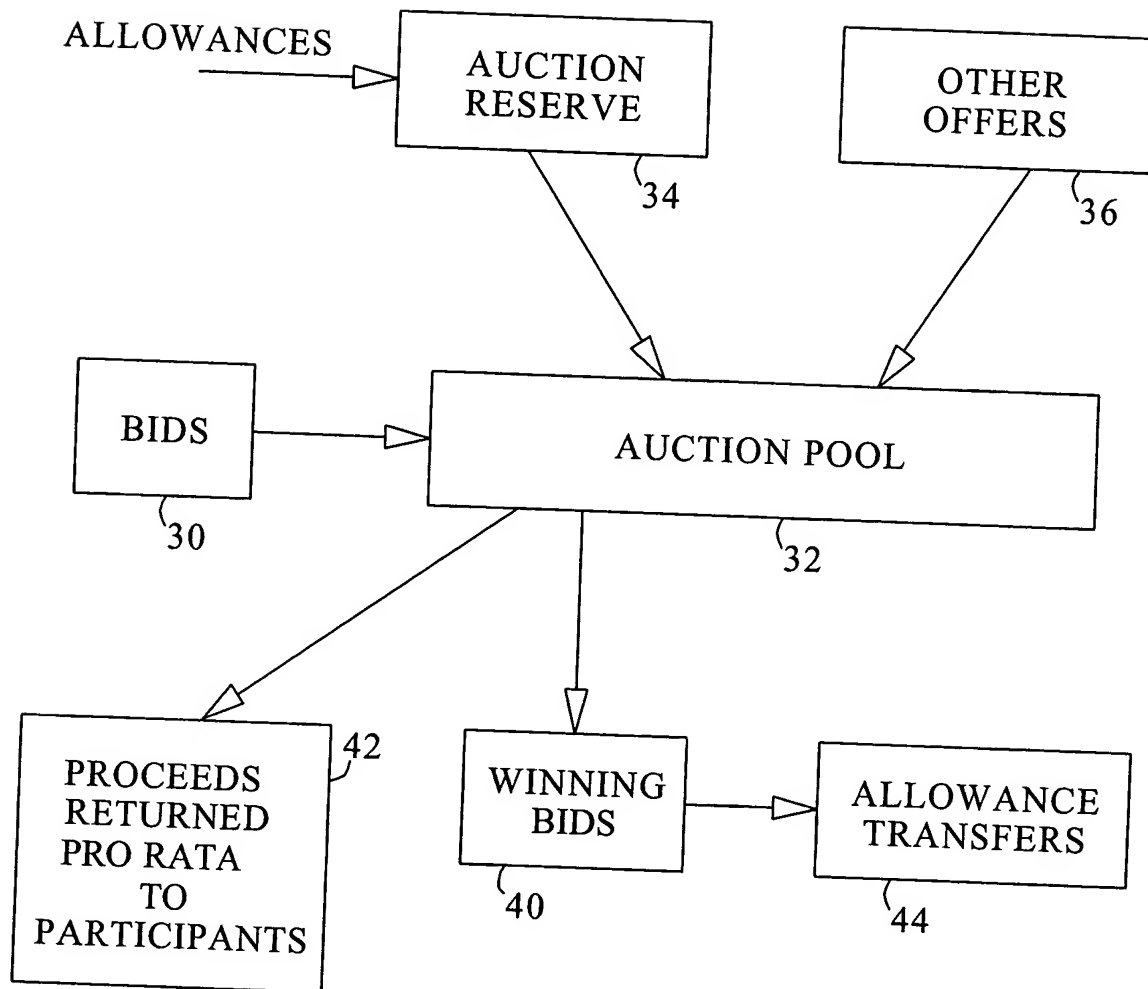 ALLOWANCES
AUCTION
RESERVE
34
OTHER
OFFERS
36
BIDS
30
AUCTION POOL
32
PROCEEDS
RETURNED
PRO RATA
TO
PARTICIPANTS
42
WINNING
BIDS
40
ALLOWANCE
TRANSFERS
44